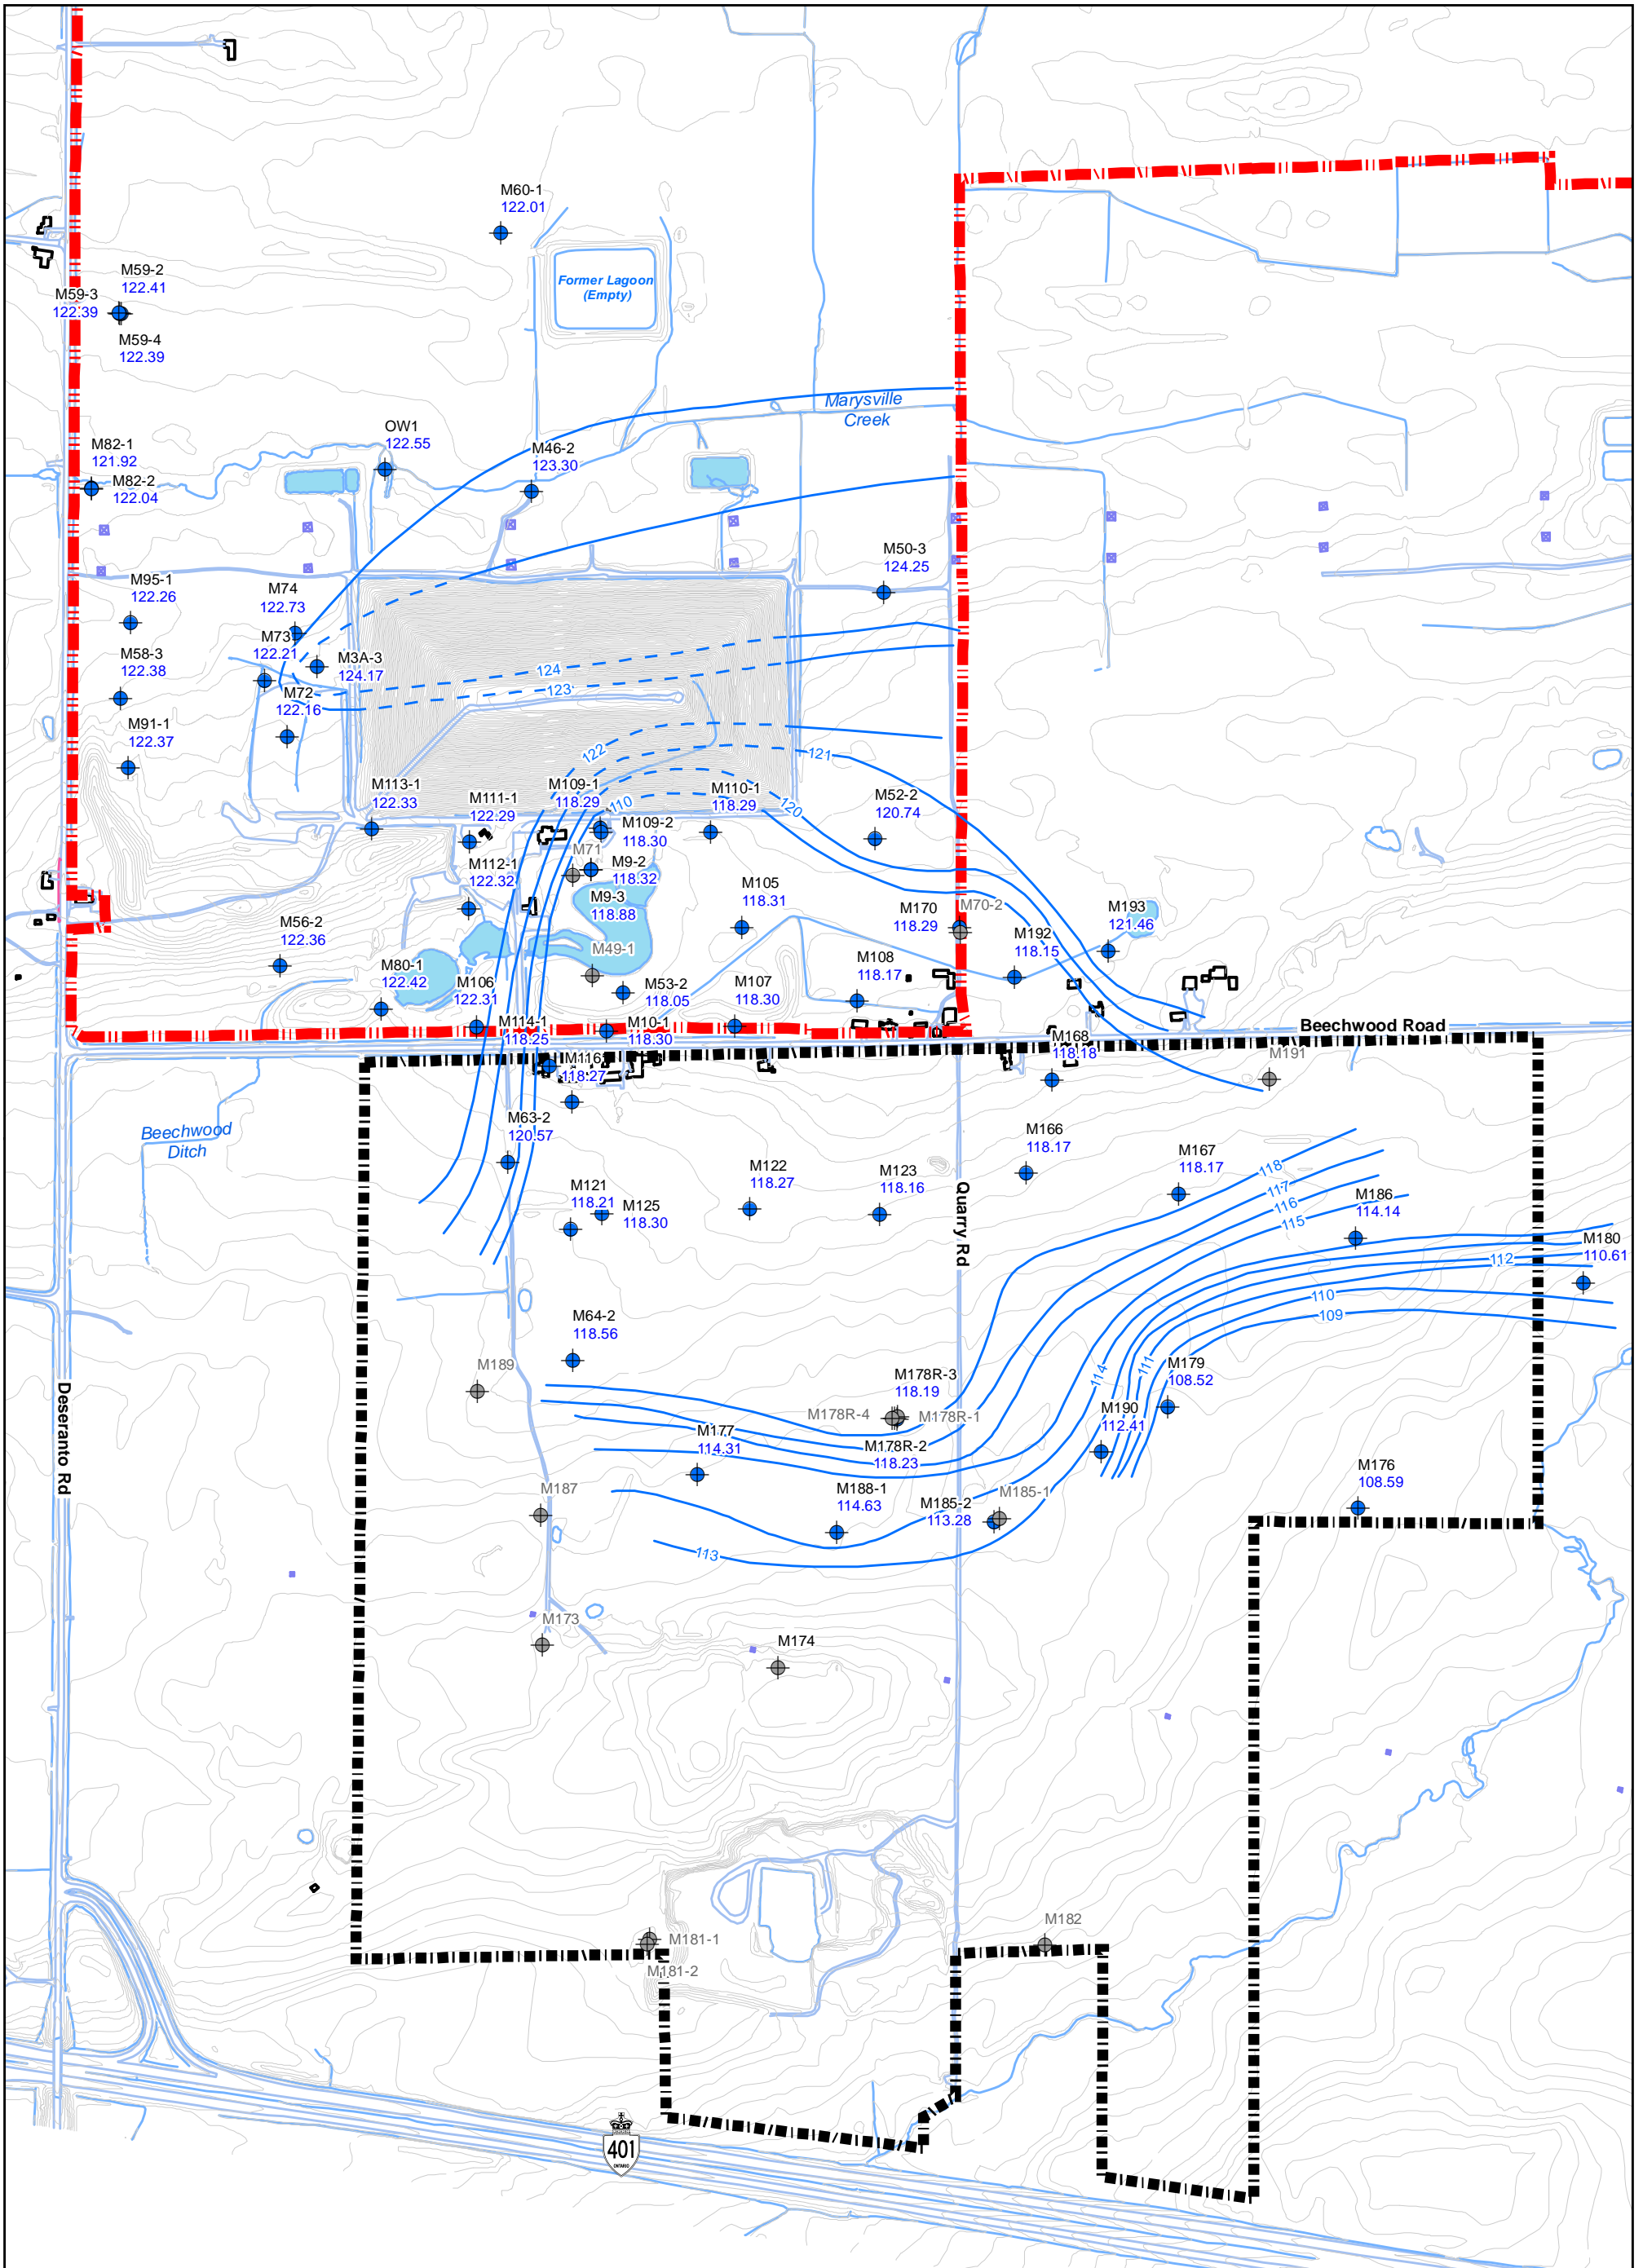 M60-1
122.01
Former Lagoon
(Empty)
M59-2
122.41
M59-3
122.39
M59-4
122.39
Marysville
Creek
OW1
122.55
M82-1
121.92
M82-2
122.04
M46-2
123.30
M50-3
124.25
M95-1
122.26
M74
122.73
M73
122.21
M3A-3
124.17
M58-3
122.38
M72
122.16
M91-1
122.37
124
123
122
121
120
110
M113-1
122.33
M111-1
122.29
M109-1
118.29
M110-1
118.29
M109-2
118.30
M52-2
120.74
M71
M9-2
118.32
M112-1
122.32
M9-3
118.88
M105
118.31
M170
118.29
M70-2
M193
121.46
M192
118.15
M56-2
122.36
M80-1
122.42
M106
122.31
M49-1
M53-2
118.05
M107
118.30
M108
118.17
M114-1
118.25
M10-1
118.30
Beechwood Road
M116
118.27
M168
118.18
M191
Beechwood
Ditch
M63-2
120.57
M166
118.17
M167
118.17
M122
118.27
M123
118.16
M121
118.21
M125
118.30
Quarry Rd
118
117
116
115
M186
114.14
M180
110.61
112
110
109
114
111
M64-2
118.56
M189
M178R-3
118.19
M178R-4
M178R-1
M179
108.52
M190
112.41
M177
114.31
M178R-2
118.23
Deseranto Rd
M187
M188-1
114.63
M185-2
113.28
M185-1
M176
108.59
113
M173
M174
M181-1
M181-2
M182
401
ONTARIO